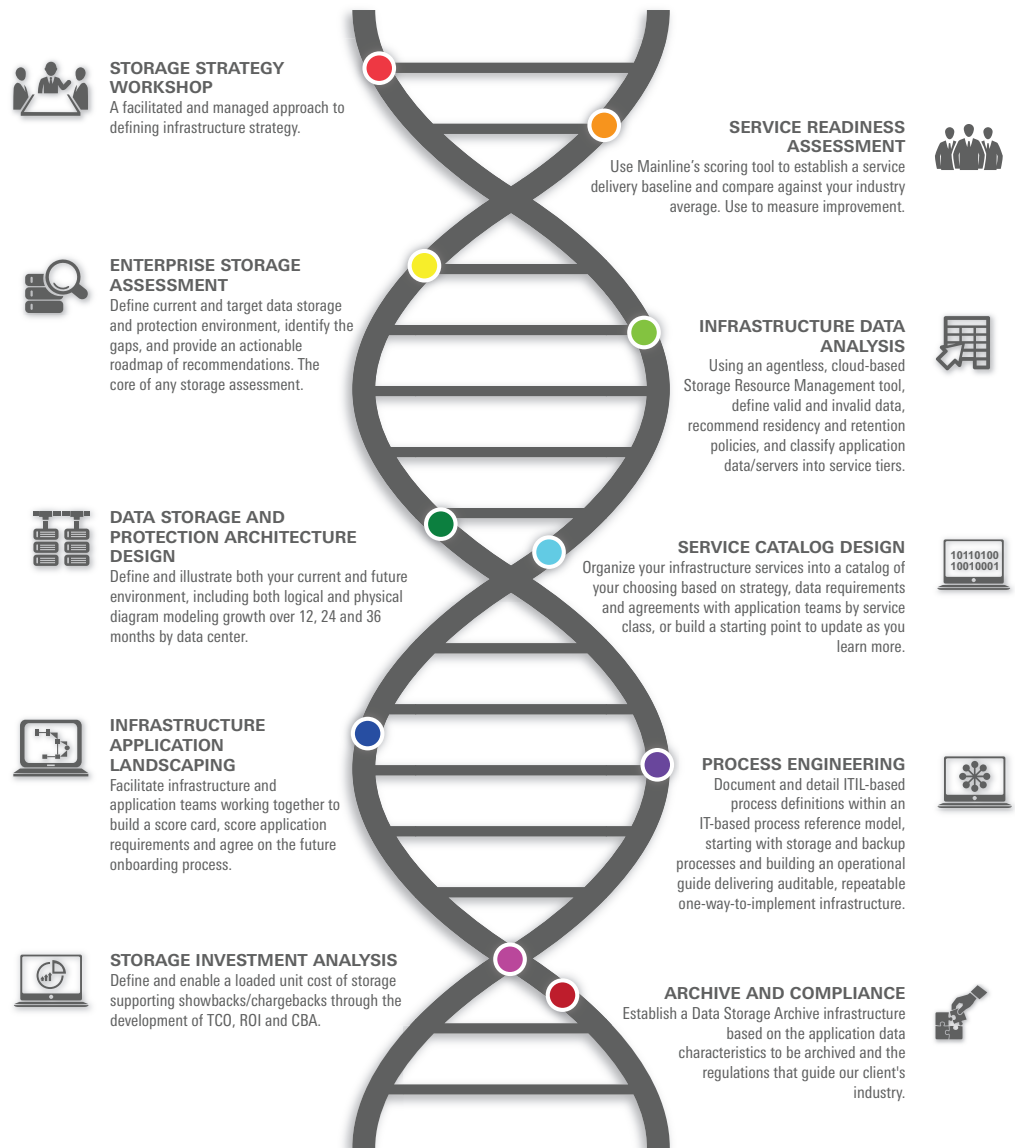 STORAGE STRATEGY
WORKSHOP
A facilitated and managed approach to
defining infrastructure strategy.
SERVICE READINESS
ASSESSMENT
Use Mainline’s scoring tool to establish a service
delivery baseline and compare against your industry
average. Use to measure improvement.
ENTERPRISE STORAGE
ASSESSMENT
Define current and target data storage
and protection environment, identify the
gaps, and provide an actionable
roadmap of recommendations. The
core of any storage assessment.
INFRASTRUCTURE DATA
ANALYSIS
Using an agentless, cloud-based
Storage Resource Management tool,
define valid and invalid data,
recommend residency and retention
policies, and classify application
data/servers into service tiers.
DATA STORAGE AND
PROTECTION ARCHITECTURE
DESIGN
Define and illustrate both your current and future
environment, including both logical and physical
diagram modeling growth over 12, 24 and 36
months by data center.
SERVICE CATALOG DESIGN
Organize your infrastructure services into a catalog of
your choosing based on strategy, data requirements
and agreements with application teams by service
class, or build a starting point to update as you
learn more.
10110100
10010001
INFRASTRUCTURE
APPLICATION
LANDSCAPING
Facilitate infrastructure and
application teams working together to
build a score card, score application
requirements and agree on the future
onboarding process.
PROCESS ENGINEERING
Document and detail ITIL-based
process definitions within an
IT-based process reference model,
starting with storage and backup
processes and building an operational
guide delivering auditable, repeatable
one-way-to-implement infrastructure.
STORAGE INVESTMENT ANALYSIS
Define and enable a loaded unit cost of storage
supporting showbacks/chargebacks through the
development of TCO, ROI and CBA.
ARCHIVE AND COMPLIANCE
Establish a Data Storage Archive infrastructure
based on the application data
characteristics to be archived and the
regulations that guide our client's
industry.